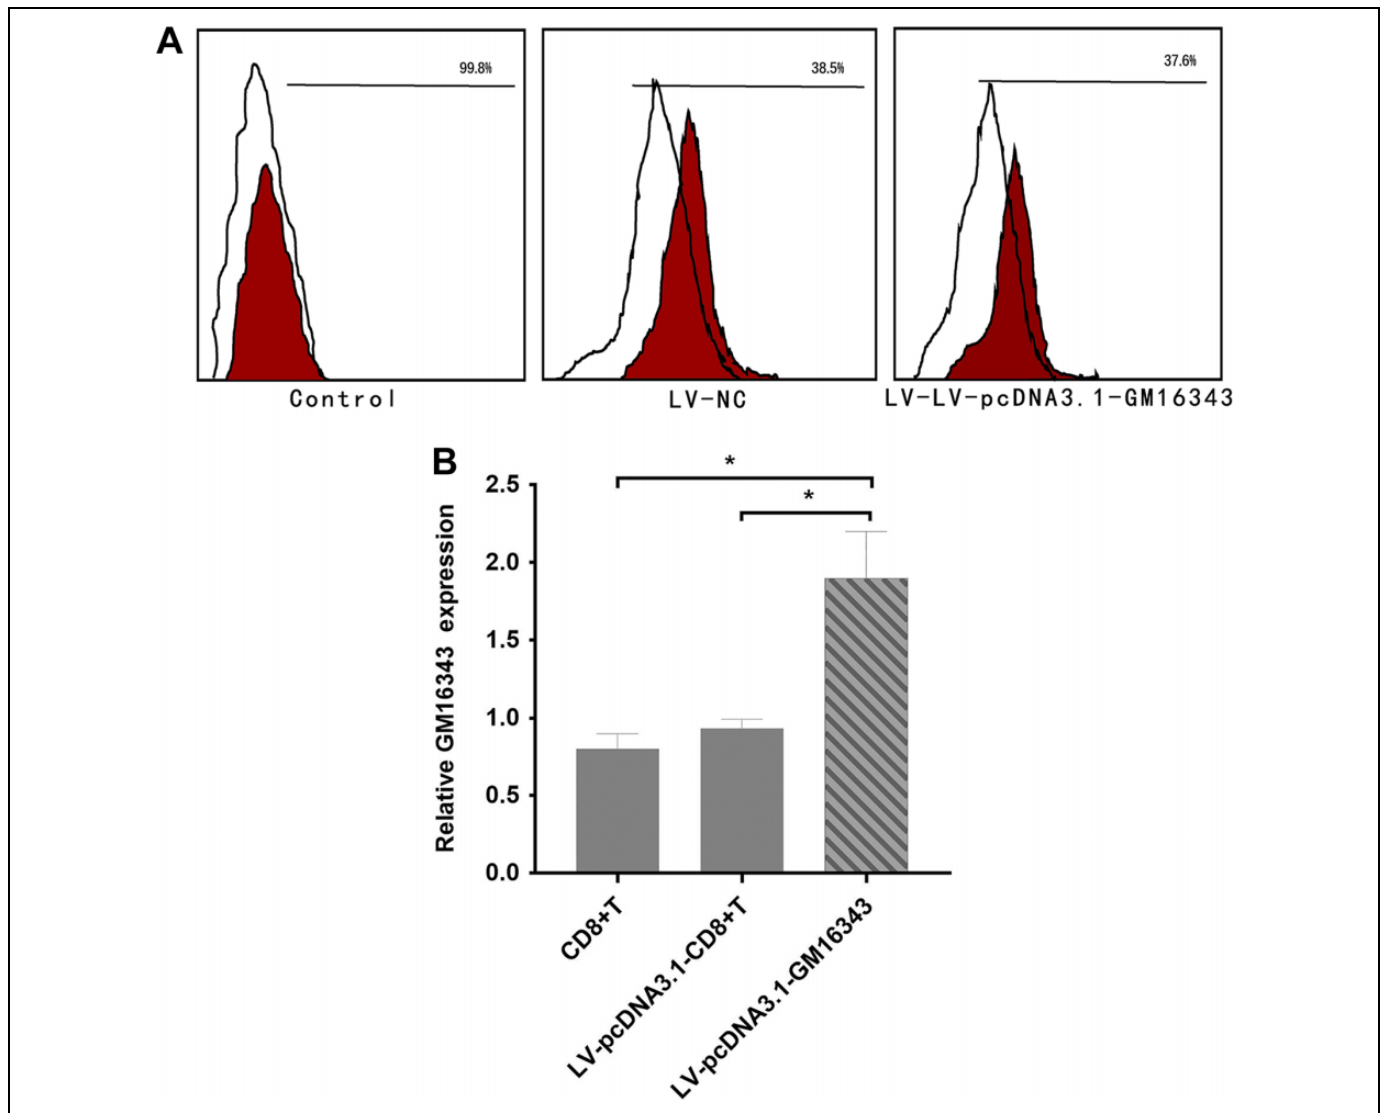 A
99.8%
38.5%
37.6%
Control
LV-NC
LV-LV-pcDNA3.1-GM16343
B
*
*
2.5
2.0
1.5
1.0
0.5
0.0
Relative GM16343 expression
CD8+T
LV-pcDNA3.1-CD8+T
LV-pcDNA3.1-GM16343